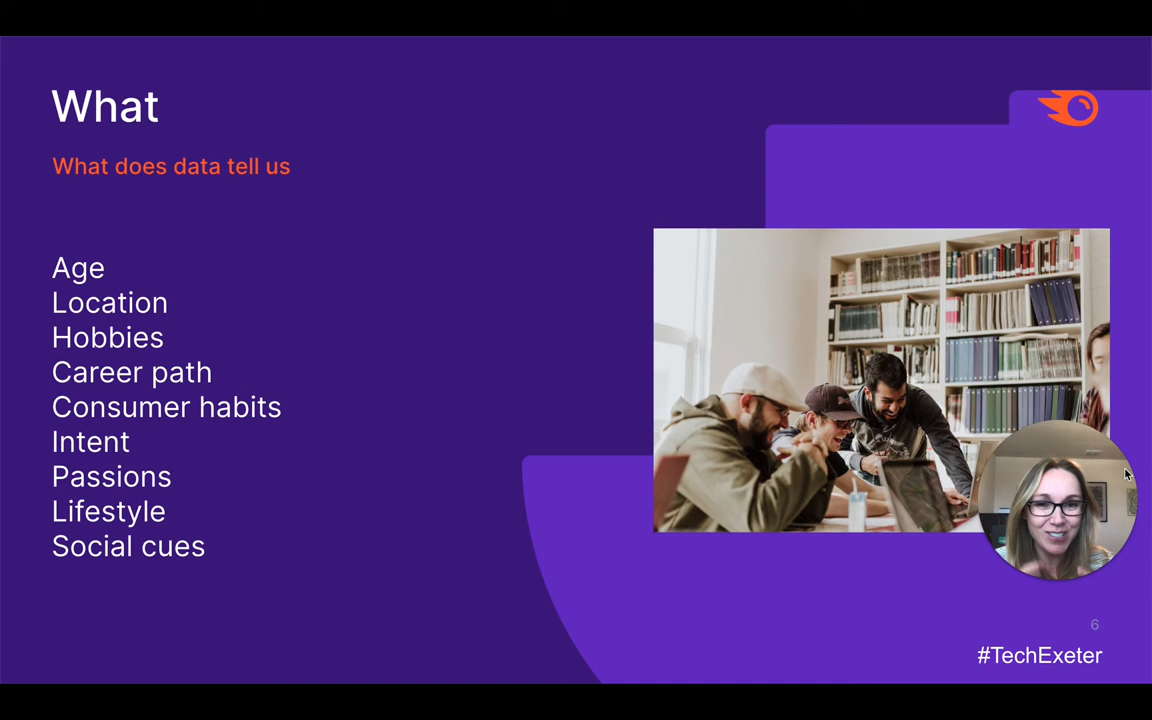 What
What does data tell us
Age
Location
Hobbies
Career path
Consumer habits
Intent
Passions
Lifestyle
Social cues
6
#TechExeter